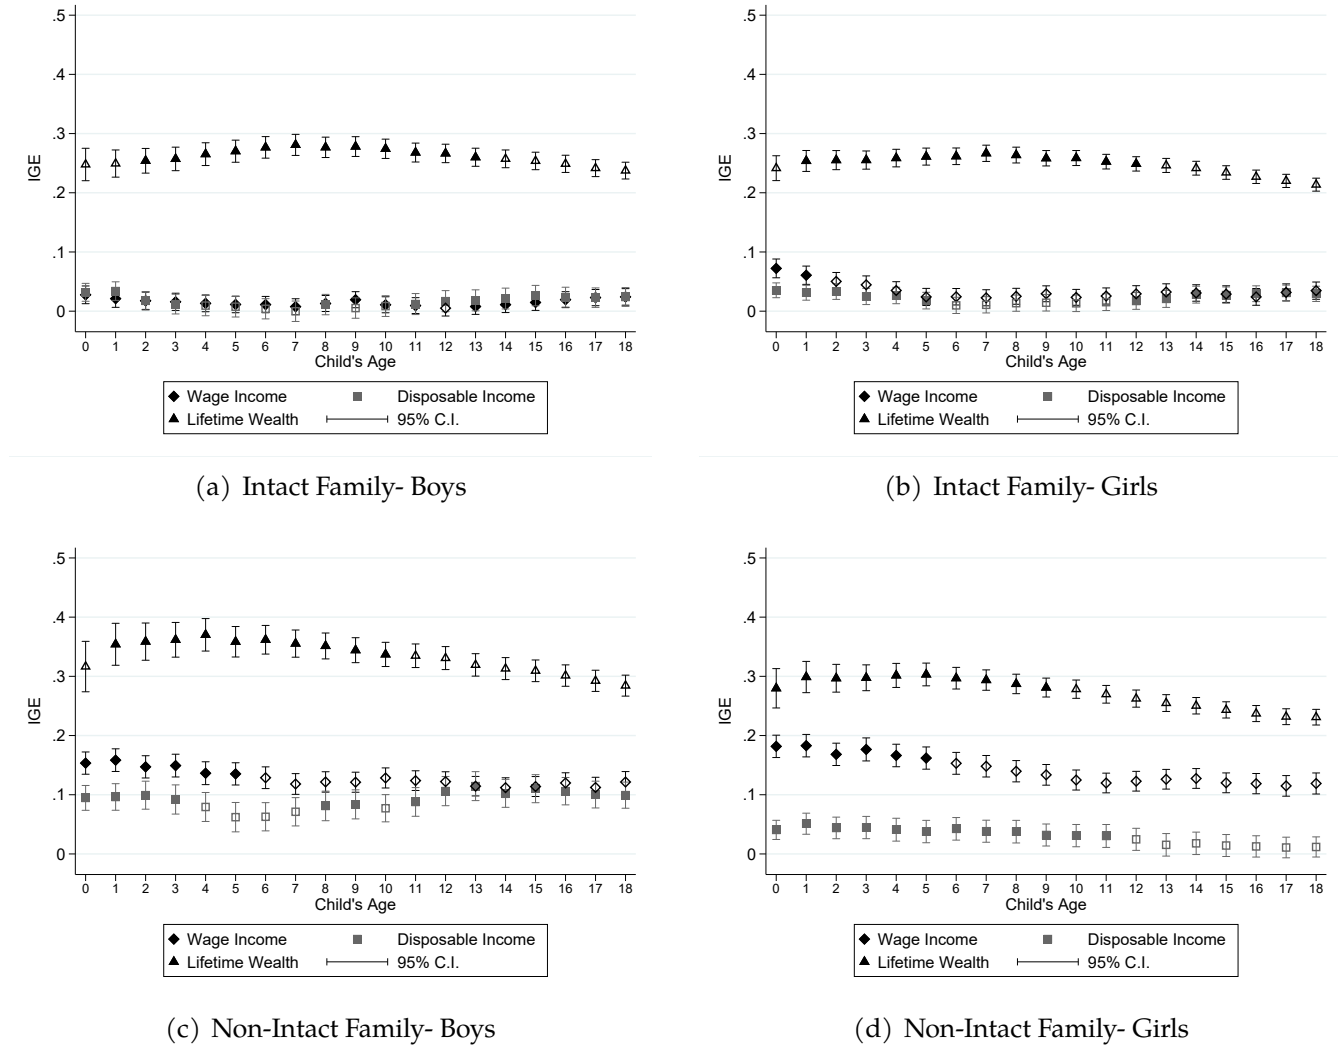 .5
.4
.3
.2
.1
0
IGE
0 1 2 3 4 5 6 7 8 9 10 11 12 13 14 15 16 17 18
Child's Age
Wage Income Disposable Income
Lifetime Wealth 95% C.I.
(a) Intact Family- Boys
.5
.4
.3
.2
.1
0
IGE
0 1 2 3 4 5 6 7 8 9 10 11 12 13 14 15 16 17 18
Child's Age
Wage Income Disposable Income
Lifetime Wealth 95% C.I.
(b) Intact Family- Girls
.5
.4
.3
.2
.1
0
IGE
0 1 2 3 4 5 6 7 8 9 10 11 12 13 14 15 16 17 18
Child's Age
Wage Income Disposable Income
Lifetime Wealth 95% C.I.
(c) Non-Intact Family- Boys
.5
.4
.3
.2
.1
0
IGE
0 1 2 3 4 5 6 7 8 9 10 11 12 13 14 15 16 17 18
Child's Age
Wage Income Disposable Income
Lifetime Wealth 95% C.I.
(d) Non-Intact Family- Girls